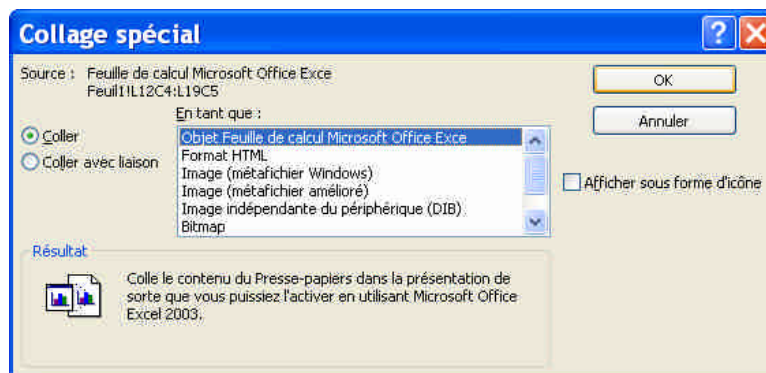 Collage spécial
Source : Feuille de calcul Microsoft Office Exce
Feuil1!L12C4:L19C5
En tant que :
Coller
Coller avec liaison
Objet Feuille de calcul Microsoft Office Exce
Format HTML
Image (métafichier Windows)
Image (métafichier amélioré)
Image indépendante du périphérique (DIB)
Bitmap
OK
Annuler
Afficher sous forme d'icône
Résultat
Colle le contenu du Presse-papiers dans la présentation de
sorte que vous puissiez l'activer en utilisant Microsoft Office
Excel 2003.